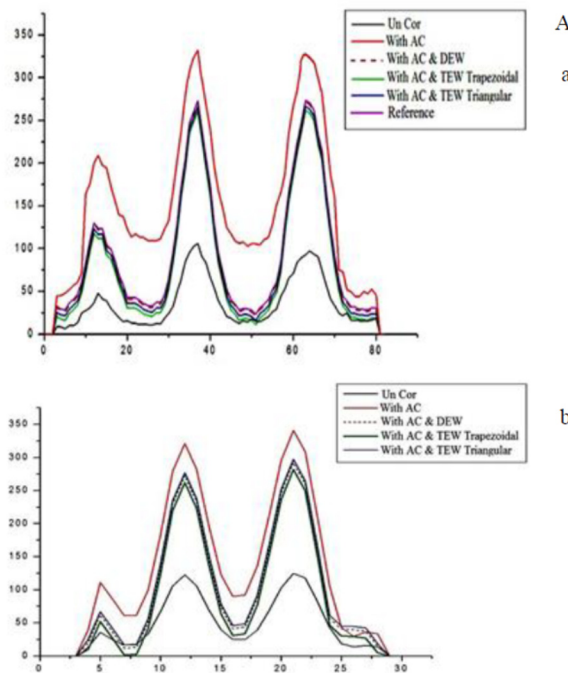 A
a
Un Cor
With AC
With AC & DEW
With AC & TEW Trapezoidal
With AC & TEW Triangular
Reference
350
300
250
200
150
100
50
0
0 20 40 60 80
b
Un Cor
With AC
With AC & DEW
With AC & TEW Trapezoidal
With AC & TEW Triangular
350
300
250
200
150
100
50
0
0 5 10 15 20 25 30